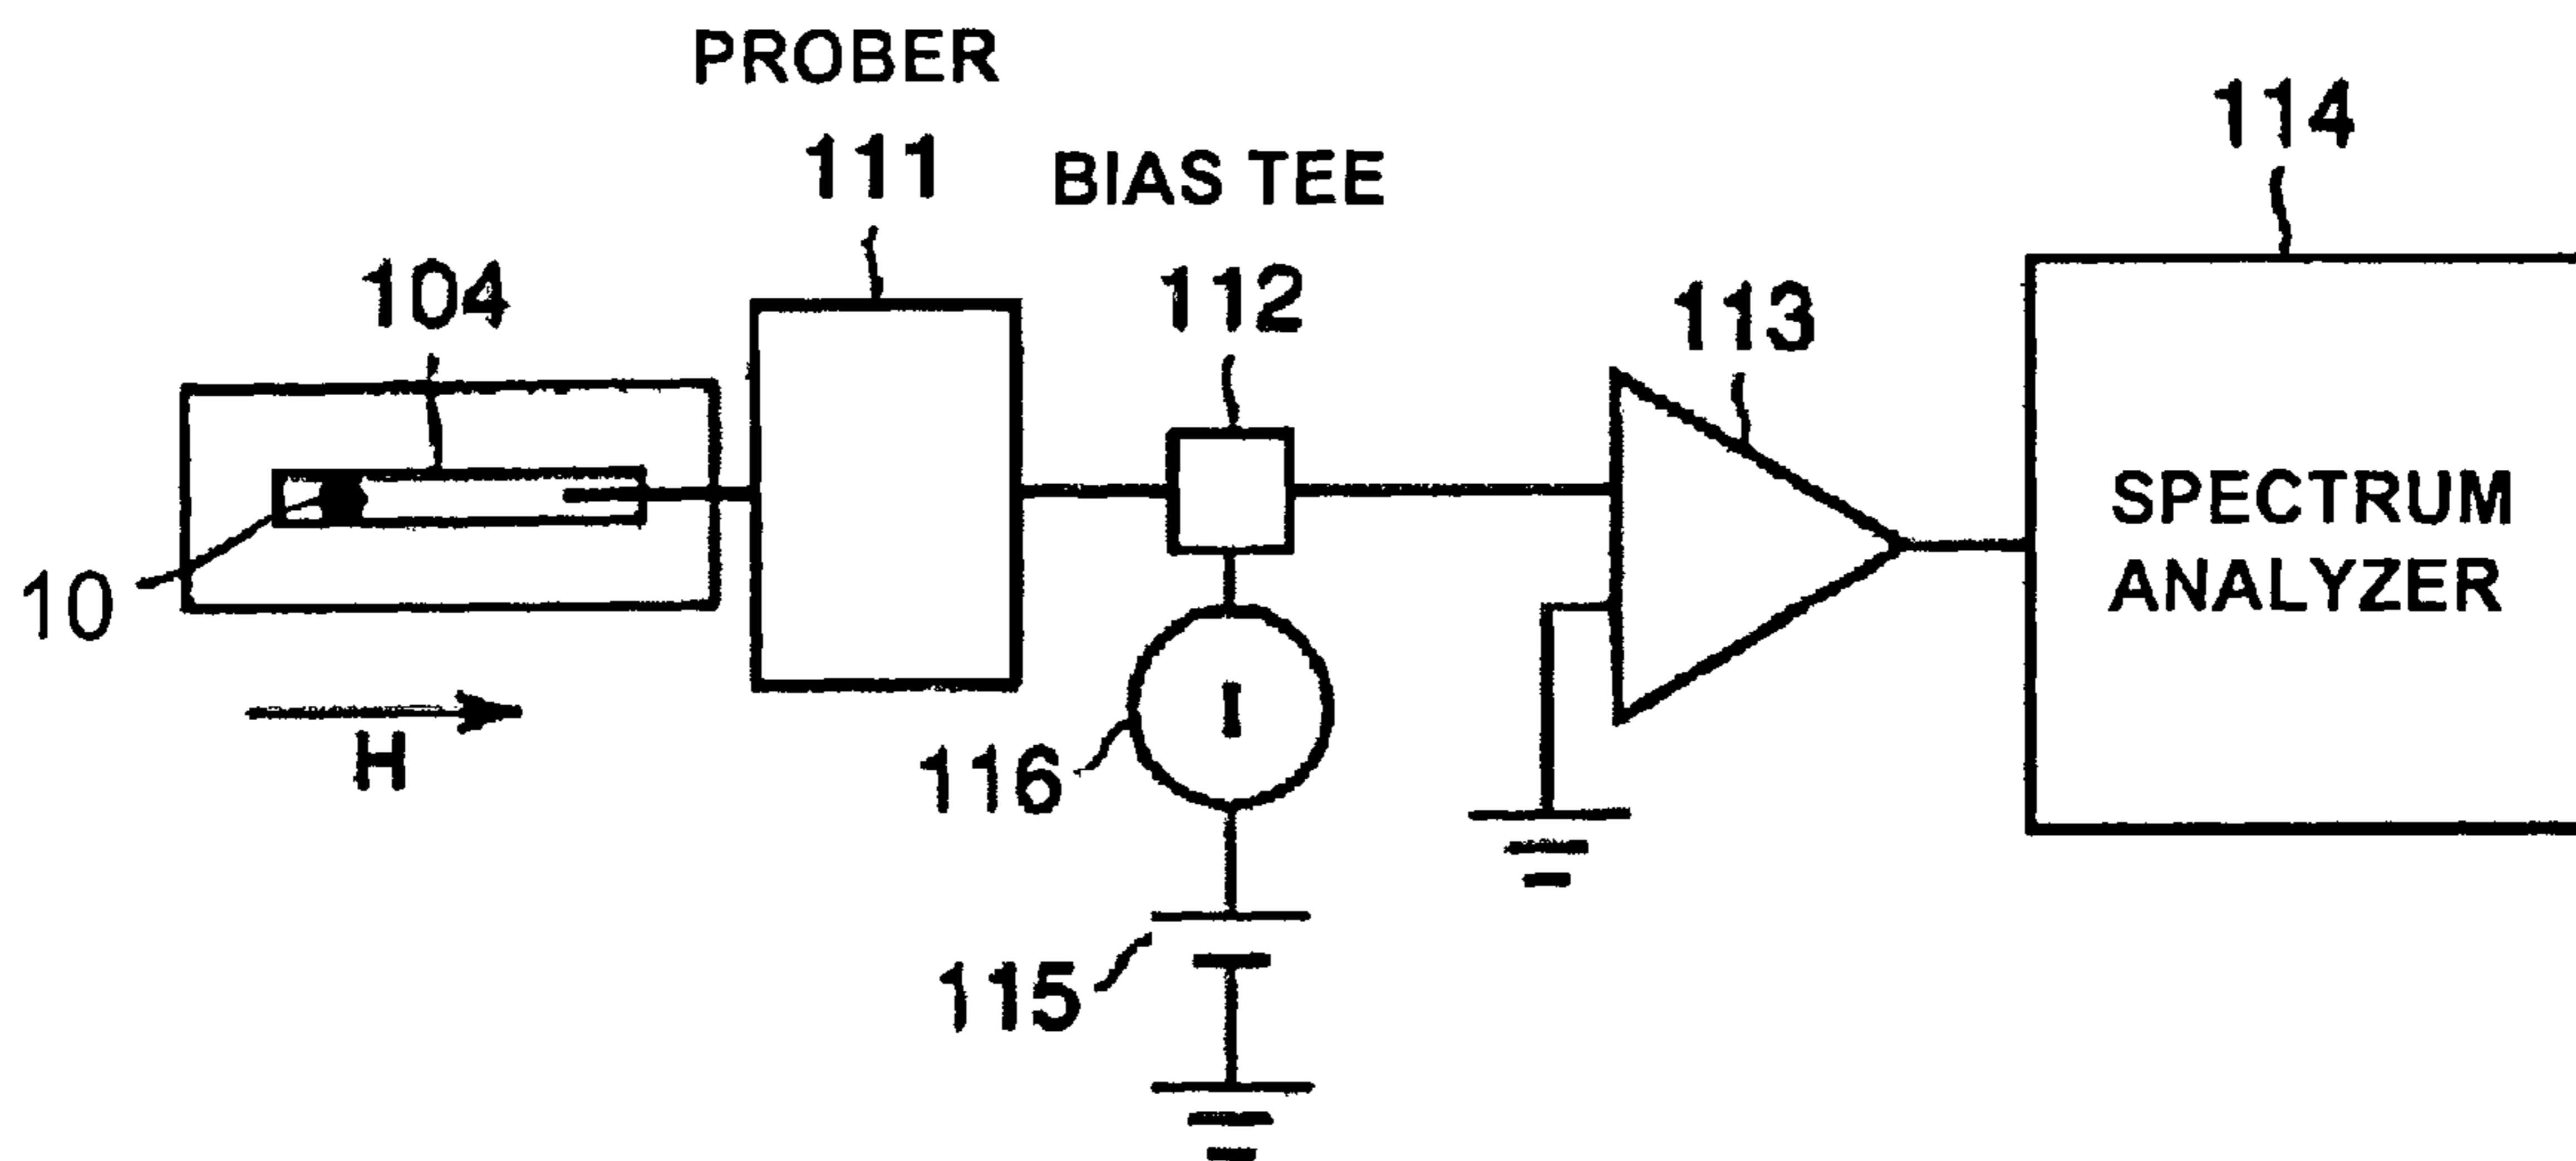 PROBER
111
BIAS TEE
114
104
112
113
SPECTRUM
ANALYZER
10
I
H
116
115